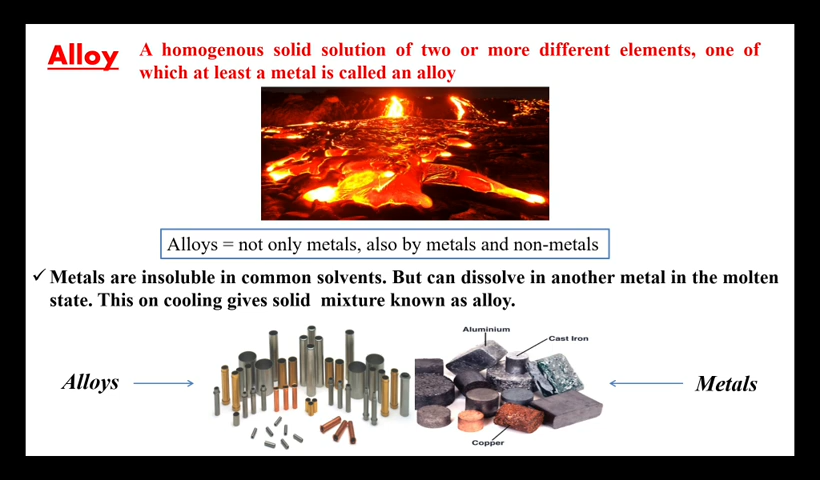 Alloy
A homogenous solid solution of two or more different elements, one of
which at least a metal is called an alloy
Alloys = not only metals, also by metals and non-metals
✓ Metals are insoluble in common solvents. But can dissolve in another metal in the molten
state. This on cooling gives solid mixture known as alloy.
Aluminium
Cast Iron
Alloys
Metals
Copper